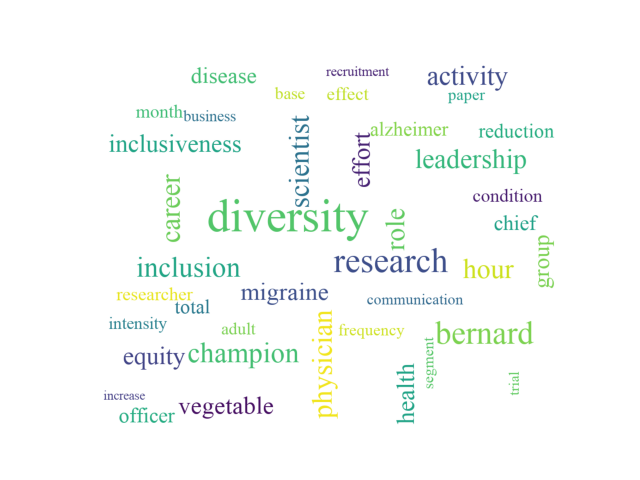 recruitment
disease
activity
base
effect
paper
month
business
alzheimer
reduction
inclusiveness
scientist
effort
leadership
career
condition
diversity
role
chief
group
inclusion
research
hour
researcher
migraine
total
communication
intensity
adult
physician
frequency
bernard
equity
champion
segment
health
trial
increase
officer
vegetable